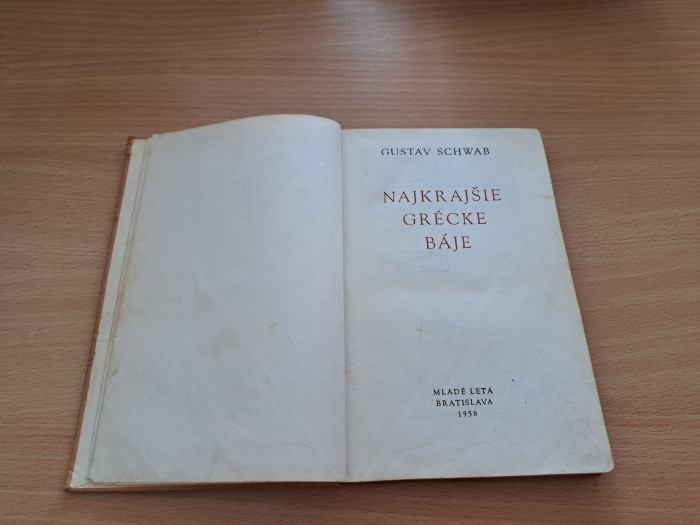 GUSTAV SCHWAB
NAJKRAJŠIE
GRÉCKE
BÁJE
MLADÉ LETÁ
BRATISLAVA
1958